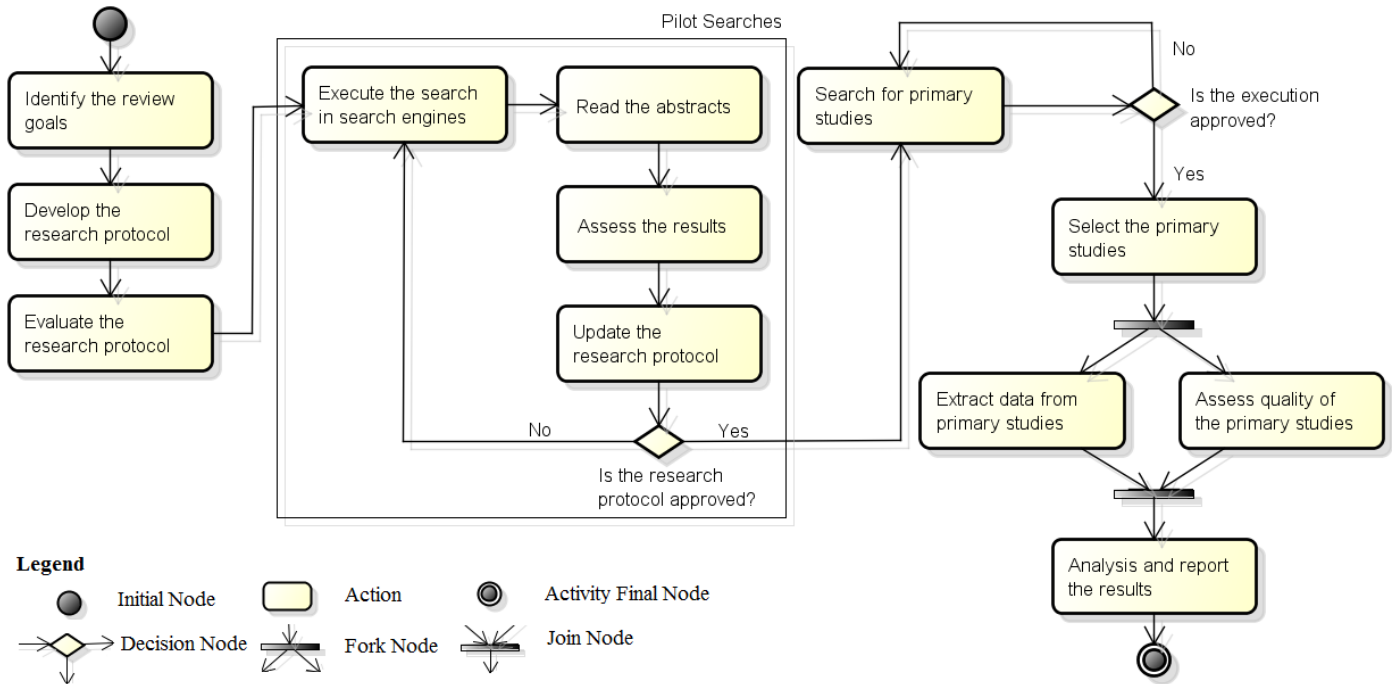 Pilot Searches
Identify the review
goals
Develop the
research protocol
Evaluate the
research protocol
Execute the search
in search engines
Read the abstracts
Assess the results
Update the
research protocol
No
Yes
Is the research
protocol approved?
Search for primary
studies
No
Is the execution
approved?
Yes
Select the primary
studies
Extract data from
primary studies
Assess quality of
the primary studies
Analysis and report
the results
Legend
Initial Node
Action
Activity Final Node
Decision Node
Fork Node
Join Node